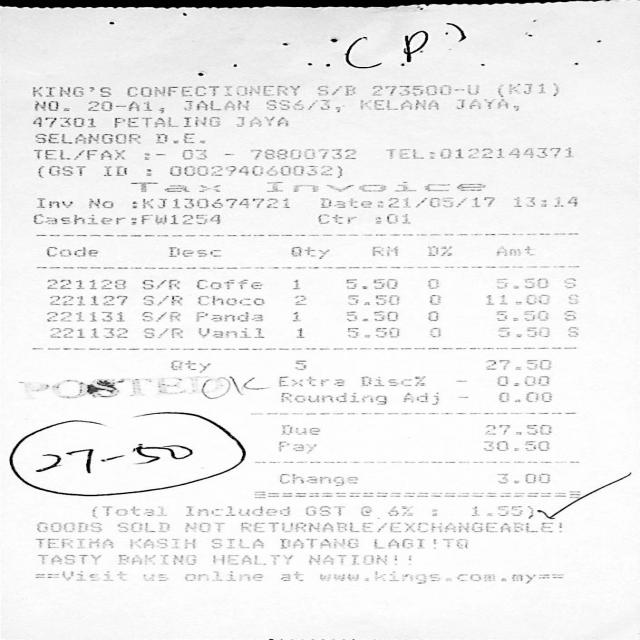 (P)
KING'S CONFECTIONERY S/B 273500-U (KJ1)
NO. 20-A1, JALAN SS6/3, KELANA JAYA,
47301 PETALING JAYA
SELANGOR D.E.
TEL/FAX :- 03 - 78800732 TEL:0122144371
(GST ID : 000294060032)
Tax Invoice
Inv No :KJ130674721 Date:21/05/17 13:14
Cashier:FW1254 Ctr :01
Code Desc Qty RM D% Amt
221128 S/R Coffe 1 5.50 0 5.50 S
221127 S/R Choco 2 5.50 0 11.00 S
221131 S/R Panda 1 5.50 0 5.50 S
221132 S/R Vanil 1 5.50 0 5.50 S
Qty 5 27.50
POSTED OK Extra Disc% - 0.00
Rounding Adj - 0.00
Due 27.50
27-50 Pay 30.50
Change 3.00
(Total Included GST @ 6% : 1.55)
GOODS SOLD NOT RETURNABLE/EXCHANGEABLE!
TERIMA KASIH SILA DATANG LAGI!TQ
TASTY BAKING HEALTY NATION!!
==Visit us online at www.kings.com.my==